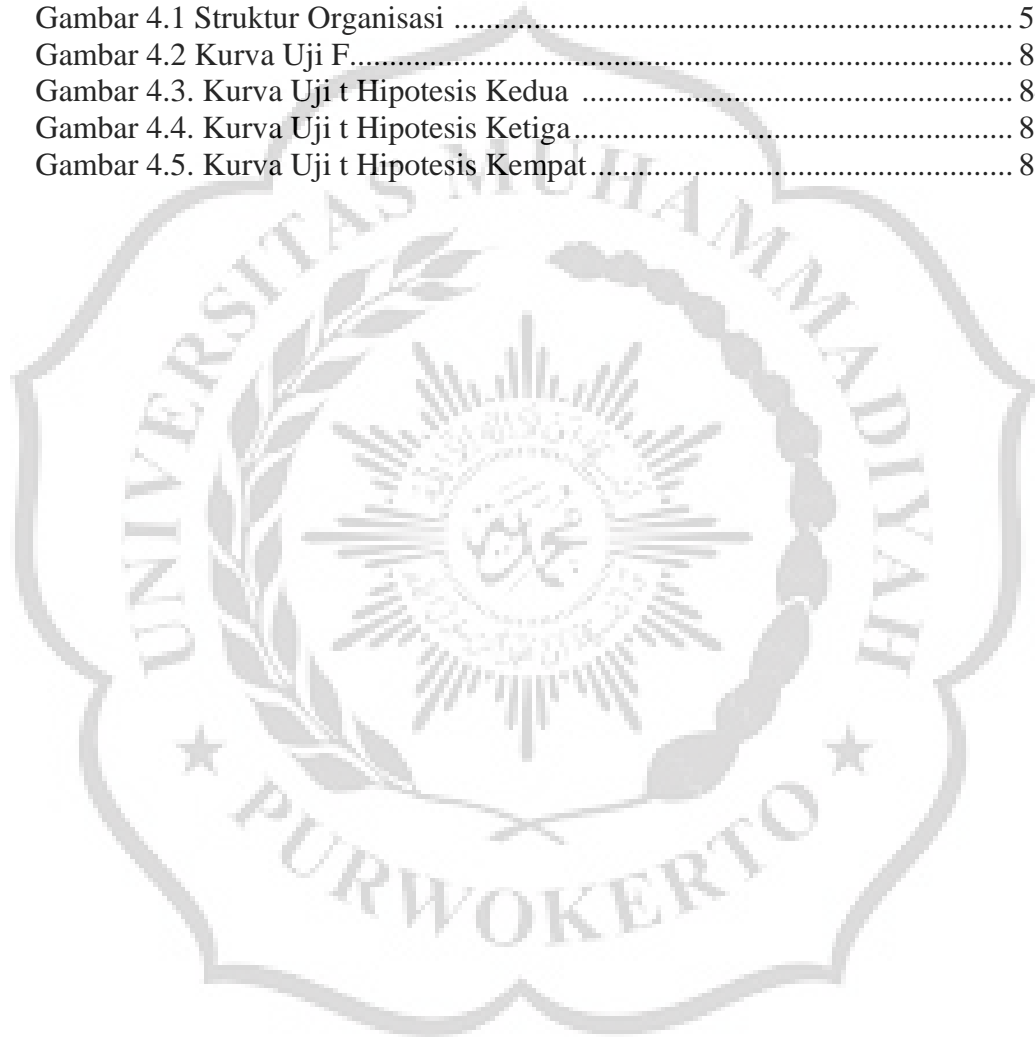 Gambar 4.1 Struktur Organisasi ................................................................... 5
Gambar 4.2 Kurva Uji F................................................................................ 8
Gambar 4.3. Kurva Uji t Hipotesis Kedua .................................................... 8
Gambar 4.4. Kurva Uji t Hipotesis Ketiga..................................................... 8
Gambar 4.5. Kurva Uji t Hipotesis Kempat................................................... 8
UNIVERSITAS MUHAMMADIYAH
PURWOKERTO